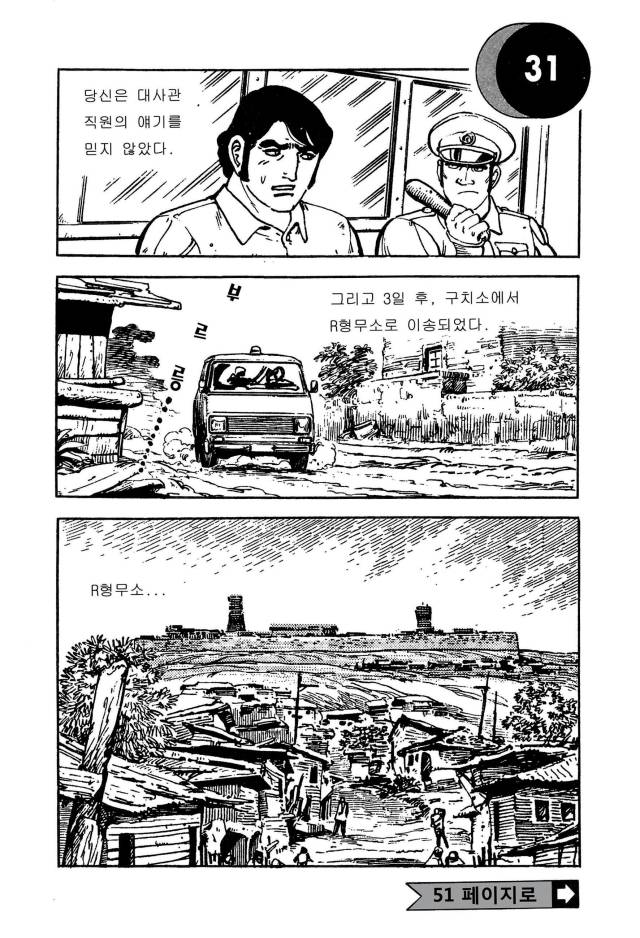 31
당신은 대사관
직원의 얘기를
믿지 않았다.
부
르
릉
그리고 3일 후, 구치소에서
R형무소로 이송되었다.
R형무소...
51 페이지로